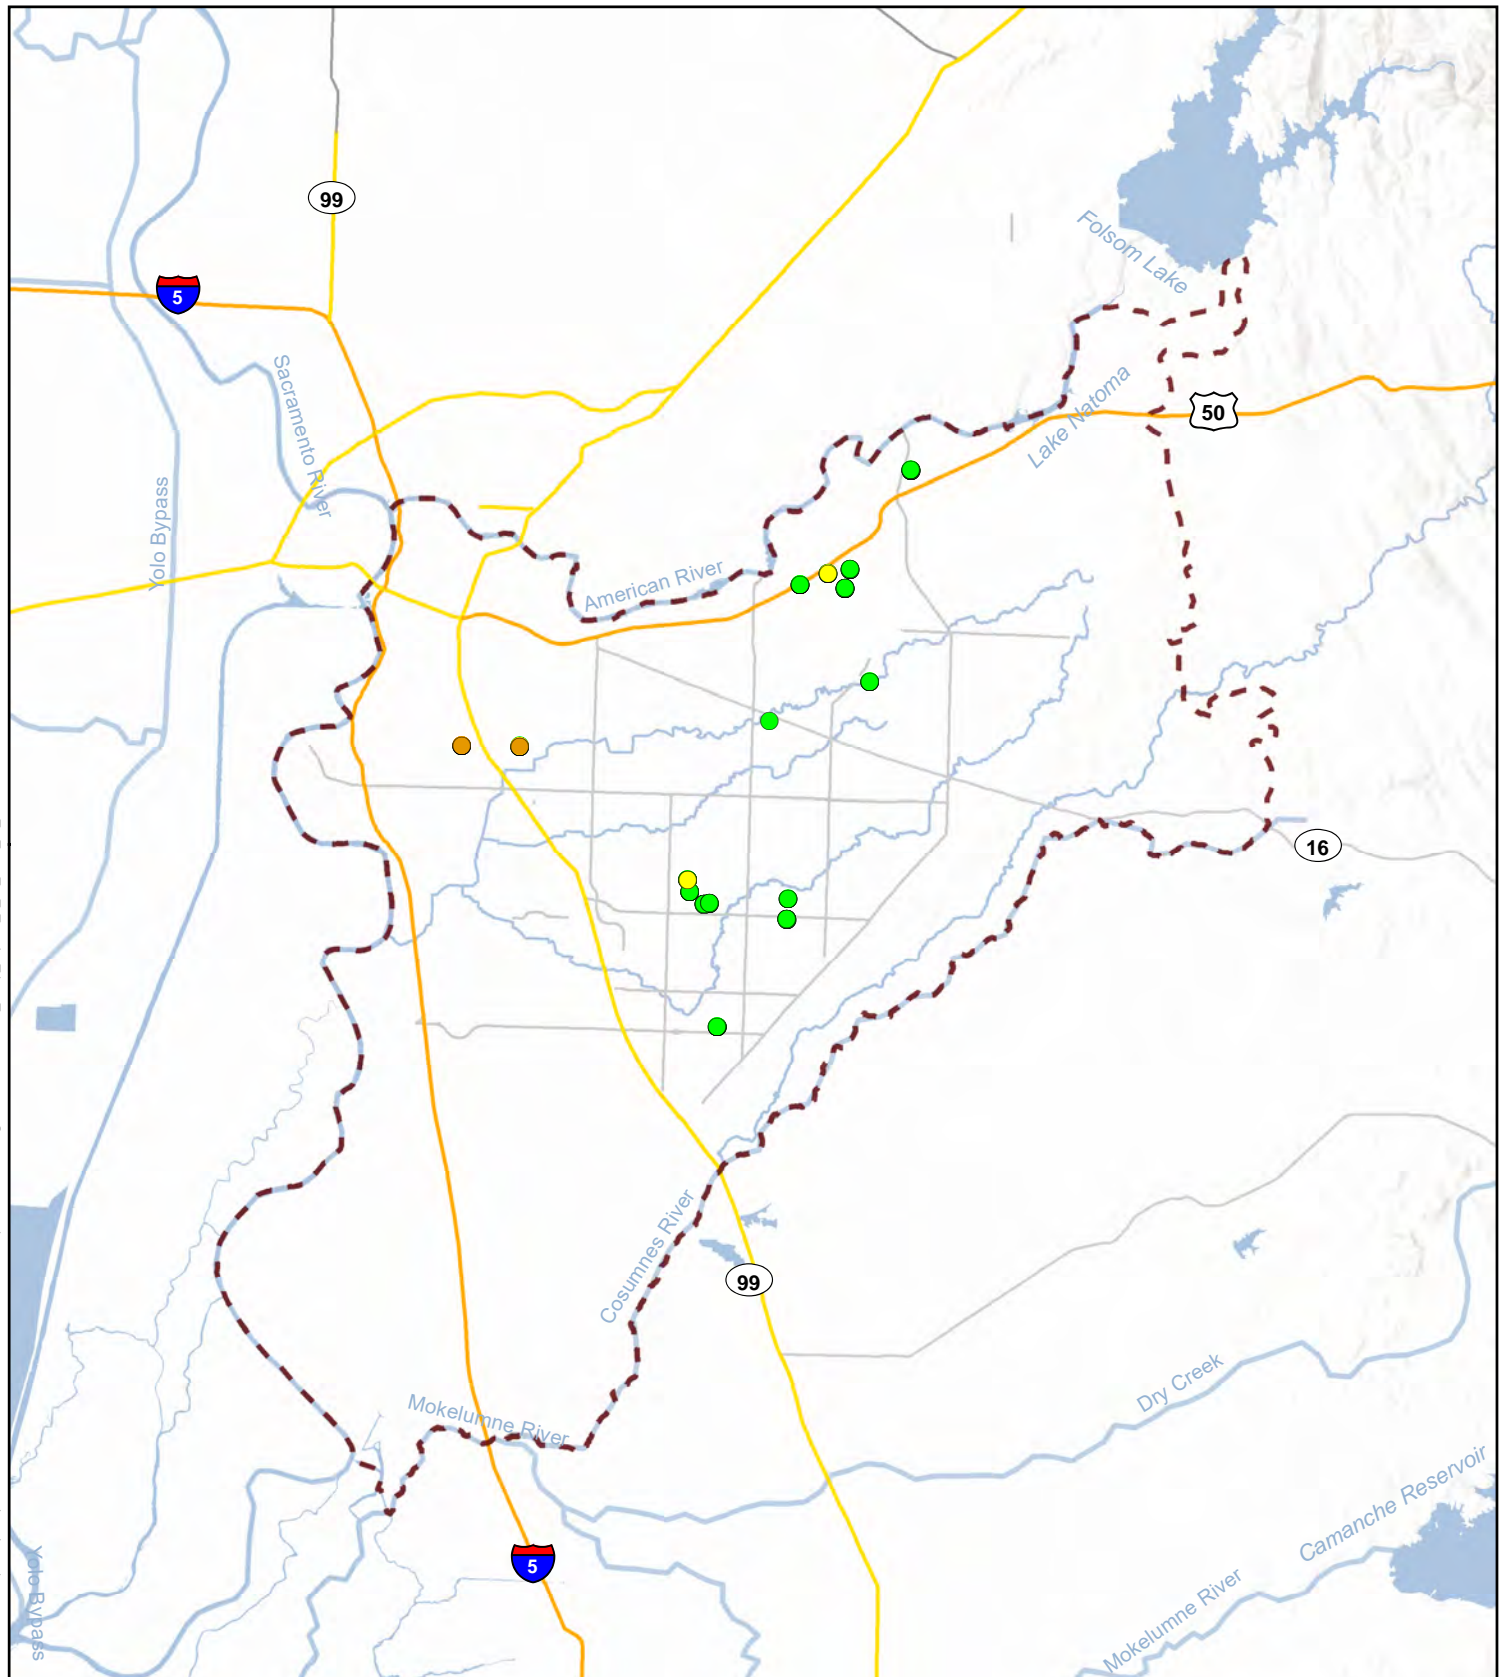 99
Folsom Lake
5
Sacramento River
Lake Natoma
50
Yolo Bypass
American River
16
Cosumnes River
99
Dry Creek
Mokelumne River
Camanche Reservoir
5
Yolo Bypass
Mokelumne River